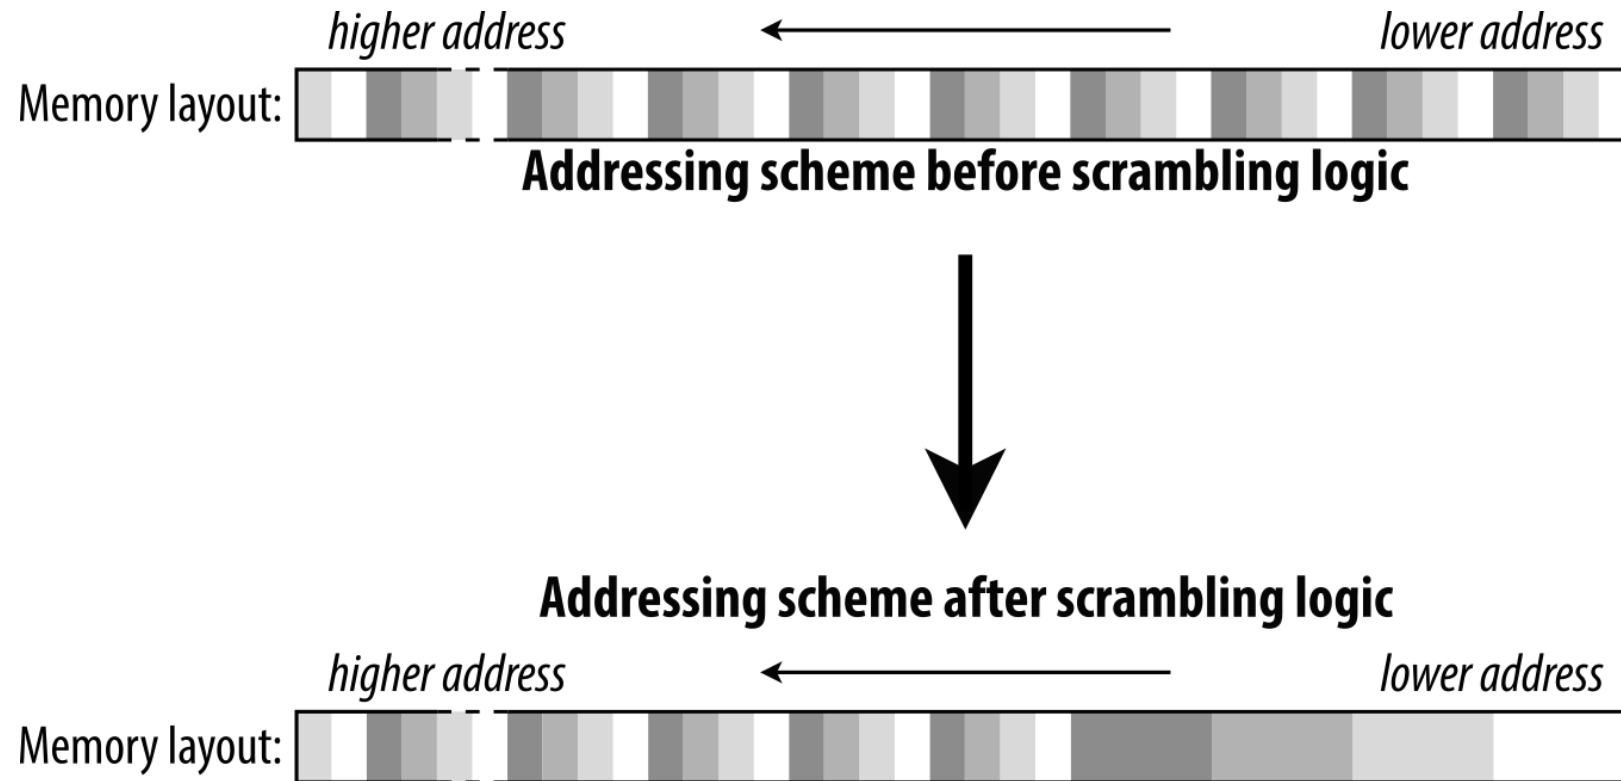 higher address lower address
Memory layout:
Addressing scheme before scrambling logic
Addressing scheme after scrambling logic
higher address lower address
Memory layout: